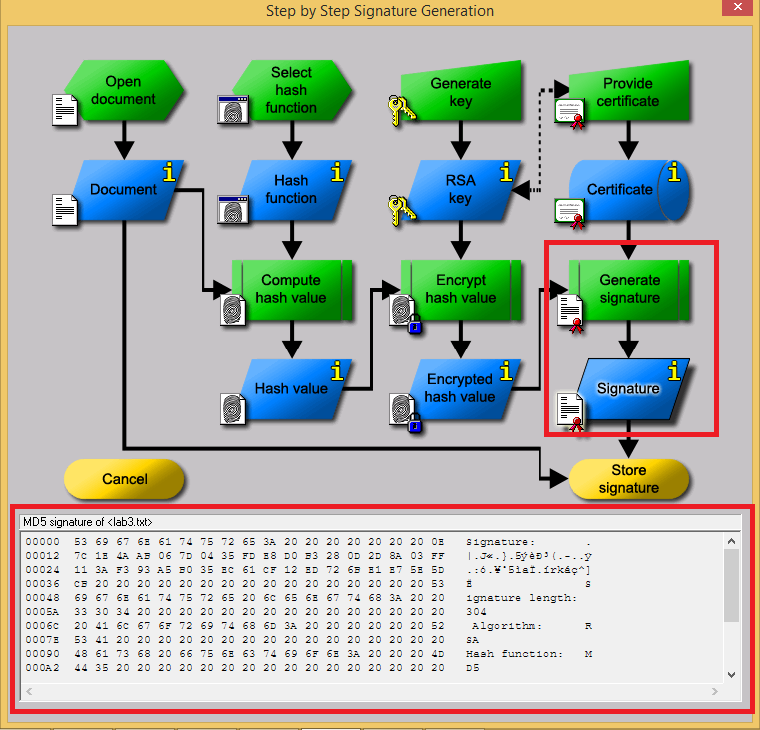 Step by Step Signature Generation
Open
document
Select
hash
function
Generate
key
Provide
certificate
Document
Hash
function
RSA
key
Certificate
Compute
hash value
Encrypt
hash value
Generate
signature
Hash value
Encrypted
hash value
Signature
Cancel
Store
signature
MD5 signature of <lab3.txt>
00000 53 69 67 6E 61 74 75 72 65 3A 20 20 20 20 20 20 20 0E Signature: .
00012 7C 1E 4A AB 06 7D 04 35 FD E8 D0 B3 28 0D 2D 8A 03 FF |.J«.}.5ýèÐ³(.-..ÿ
00024 11 3A F3 93 A5 B0 35 EC 61 CF 12 ED 72 6B E1 E7 5E 5D .:ó.¥°5ìaÏ.írkáç^]
00036 CB 20 20 20 20 20 20 20 20 20 20 20 20 20 20 20 20 53 Ë S
00048 69 67 6E 61 74 75 72 65 20 6C 65 6E 67 74 68 3A 20 20 ignature length:
0005A 33 30 34 20 20 20 20 20 20 20 20 20 20 20 20 20 20 20 304
0006C 20 41 6C 67 6F 72 69 74 68 6D 3A 20 20 20 20 20 20 52 Algorithm: R
0007E 53 41 20 20 20 20 20 20 20 20 20 20 20 20 20 20 20 20 SA
00090 48 61 73 68 20 66 75 6E 63 74 69 6F 6E 3A 20 20 20 4D Hash function: M
000A2 44 35 20 20 20 20 20 20 20 20 20 20 20 20 20 20 20 20 D5